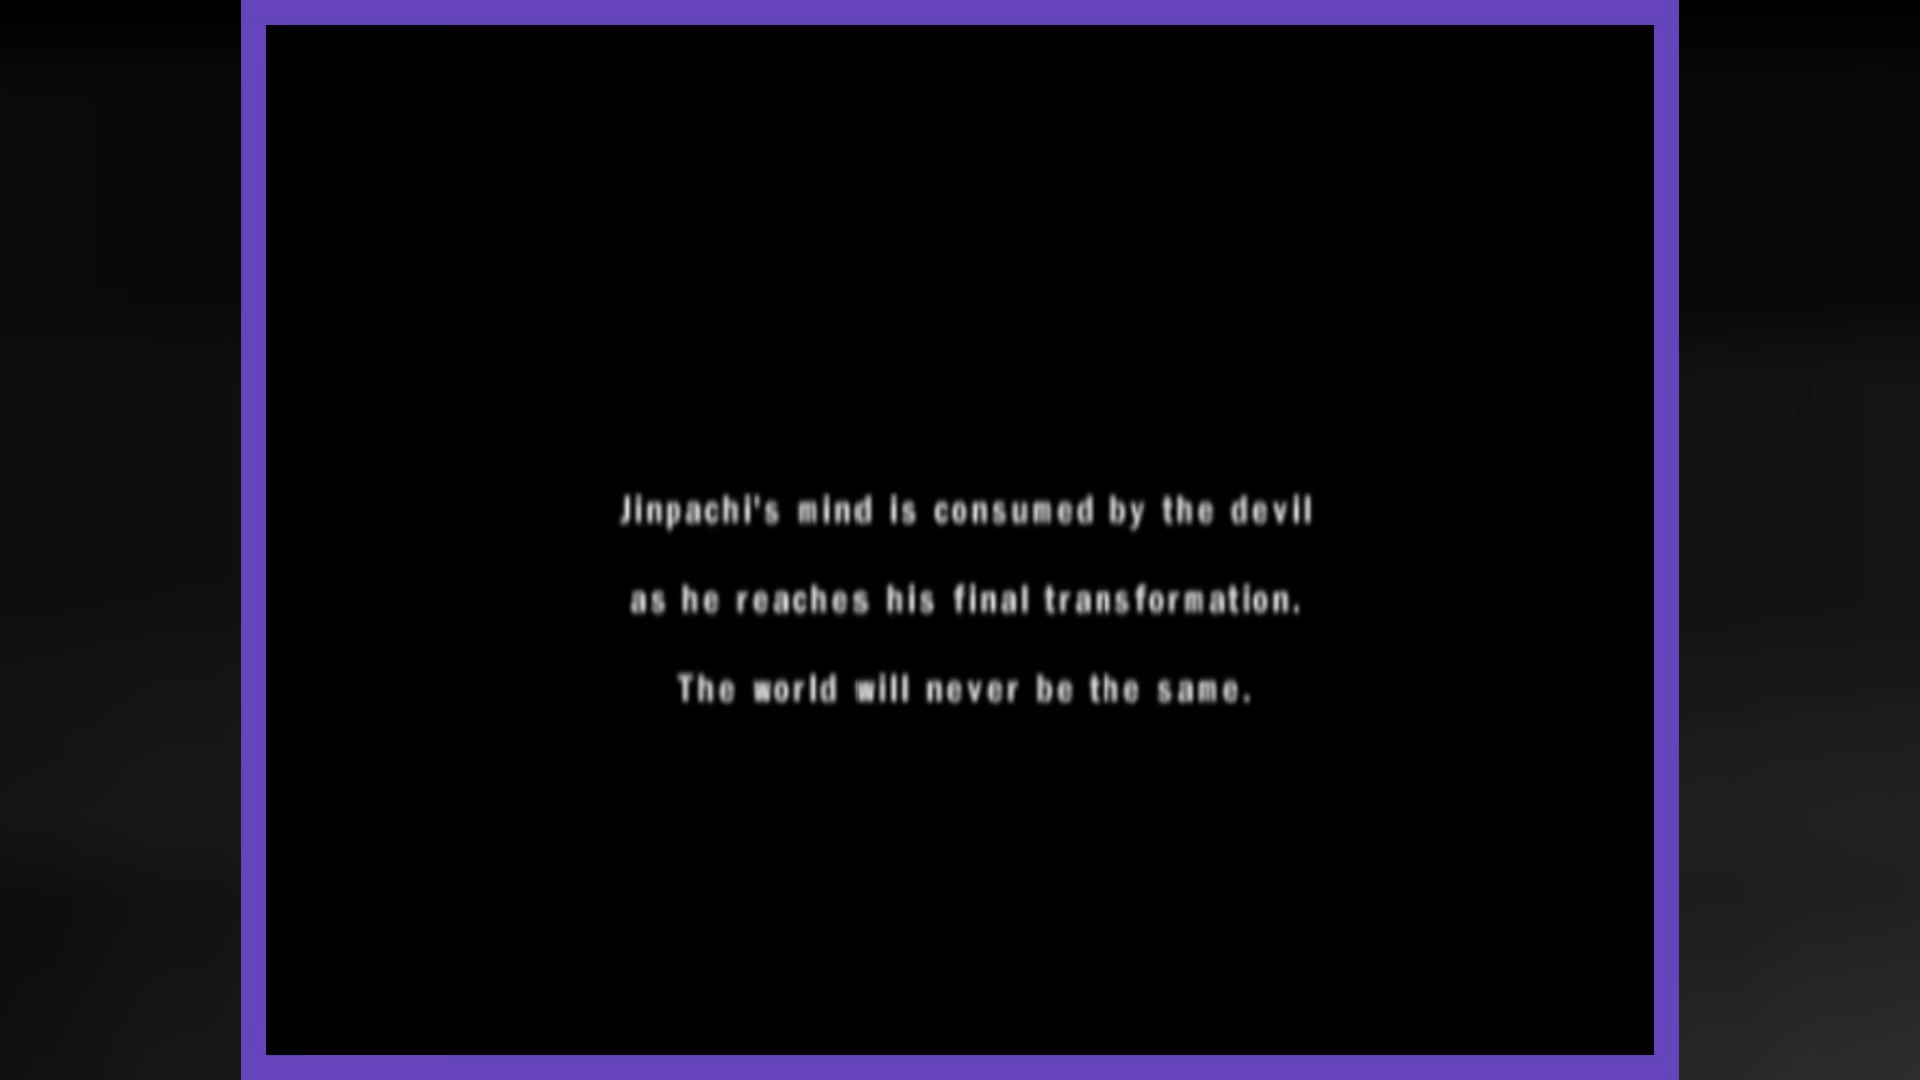 Jinpachi's mind is consumed by the devil
as he reaches his final transformation.
The world will never be the same.